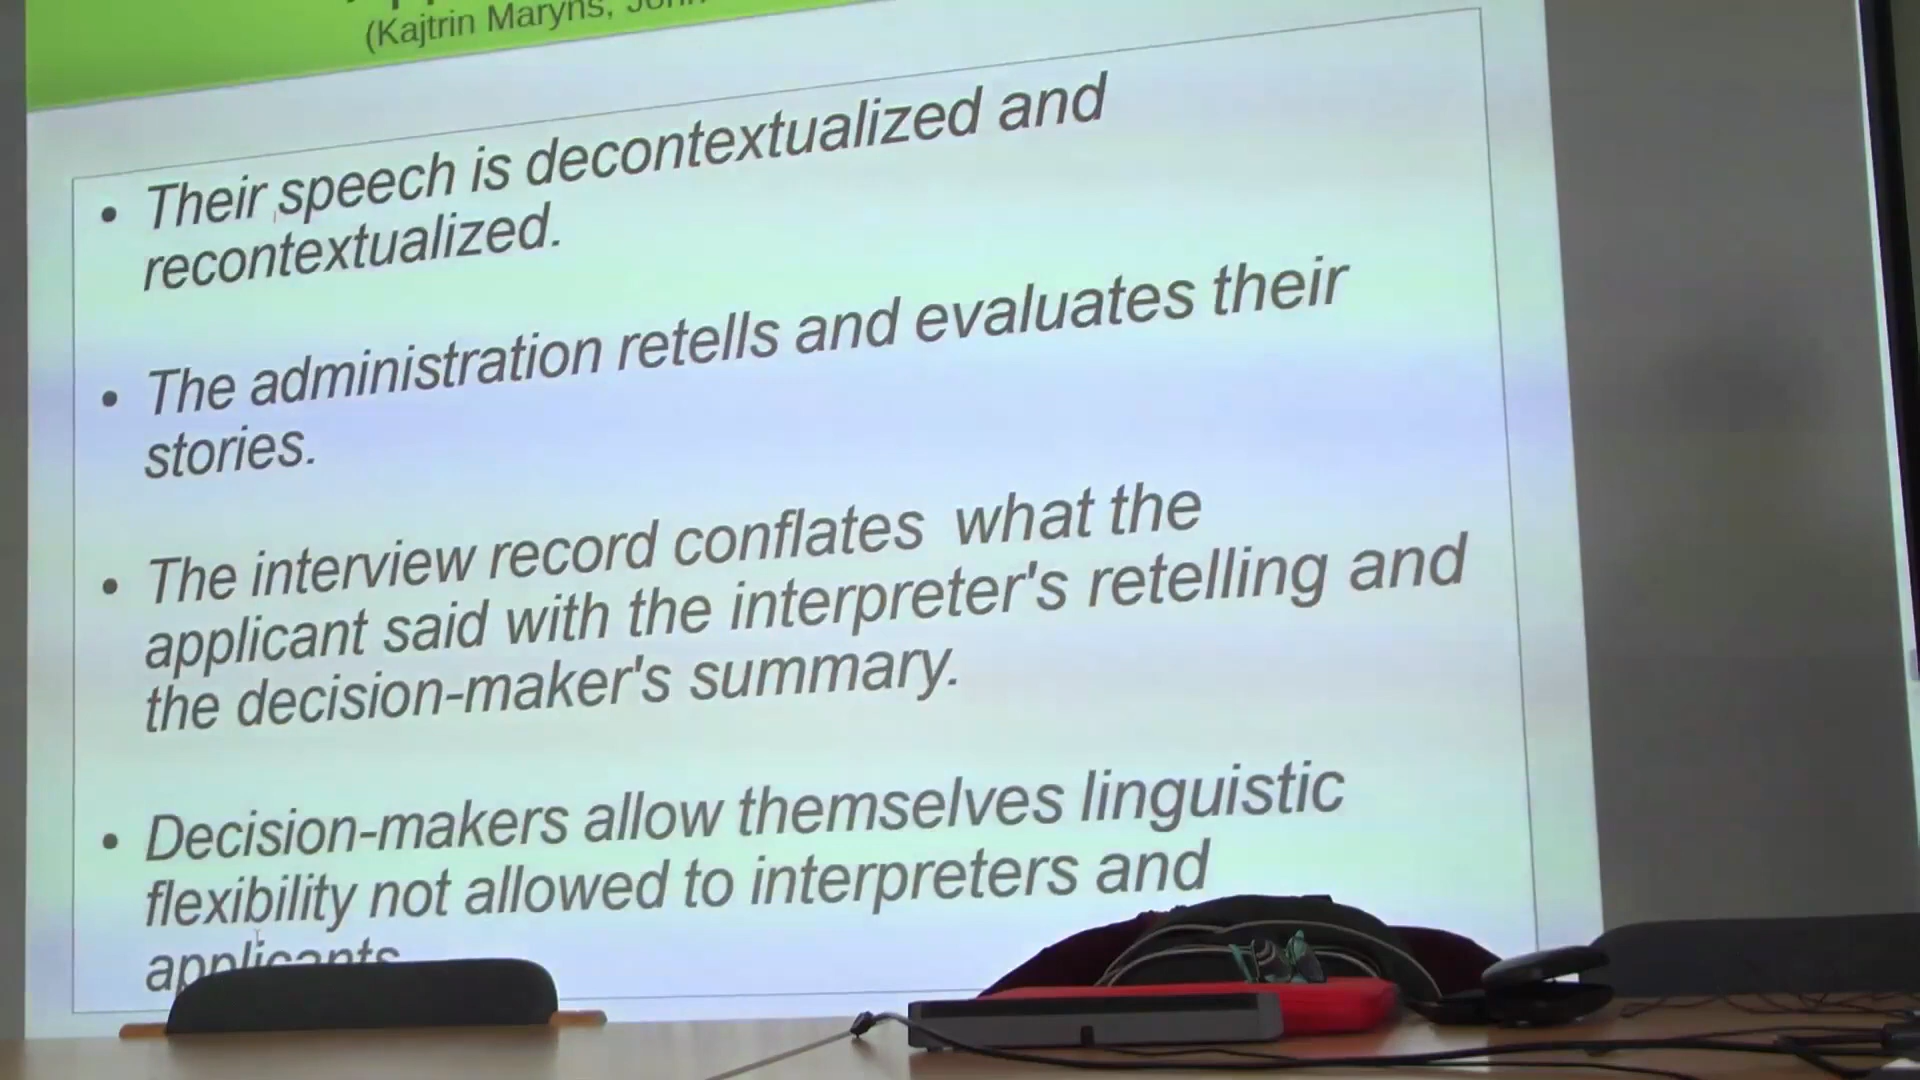 (Kajtrin Maryns,
• Their speech is decontextualized and
recontextualized.
• The administration retells and evaluates their
stories.
• The interview record conflates what the
applicant said with the interpreter's retelling and
the decision-maker's summary.
• Decision-makers allow themselves linguistic
flexibility not allowed to interpreters and
applicants